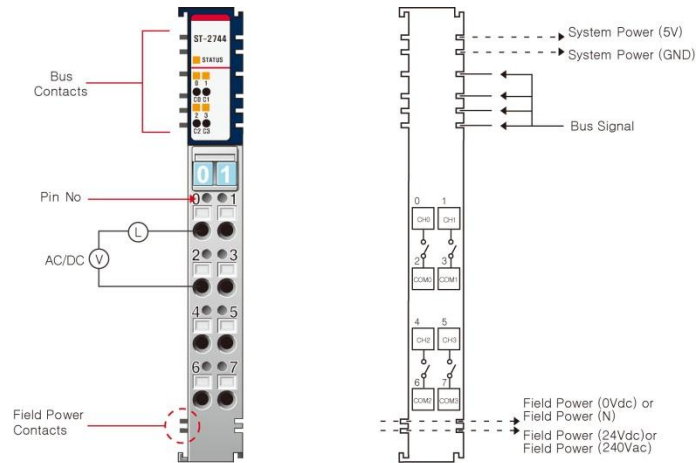 ST-2744
STATUS
0 1
C0 C1
2 3
C2 C3
Bus
Contacts
0 1
Pin No
0 1
L
AC/DC V
2 3
4 5
6 7
Field Power
Contacts
System Power (5V)
System Power (GND)
Bus Signal
0 1
CH0 CH1
2 3
COM0 COM1
4 5
CH2 CH3
6 7
COM2 COM3
Field Power (0Vdc) or
Field Power (N)
Field Power (24Vdc)or
Field Power (240Vac)